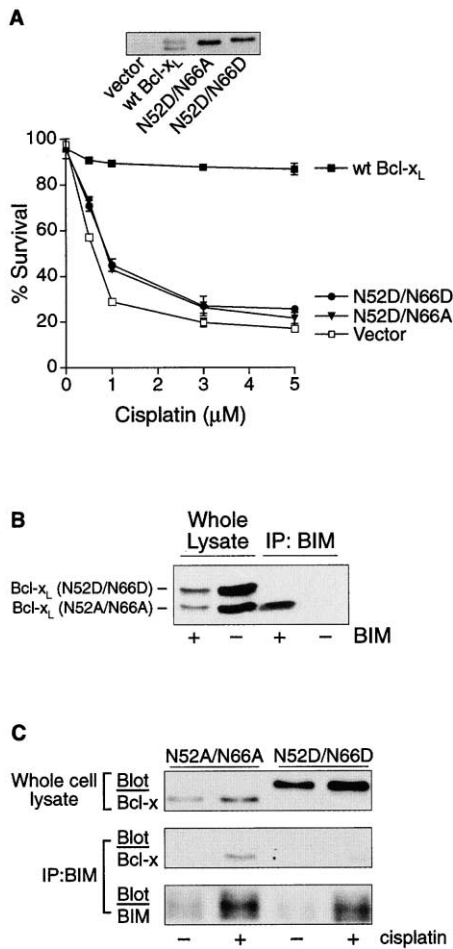 A
vector
wt Bcl-xL
N52D/N66A
N52D/N66D
100
80
60
40
20
0
% Survival
0 1 2 3 4 5
Cisplatin (μM)
wt Bcl-xL
N52D/N66D
N52D/N66A
Vector
B
Whole Lysate
IP: BIM
Bcl-xL (N52D/N66D) –
Bcl-xL (N52A/N66A) –
+ – + – BIM
C
N52A/N66A N52D/N66D
Whole cell lysate
Blot
Bcl-x
IP:BIM
Blot
Bcl-x
Blot
BIM
– + – + cisplatin